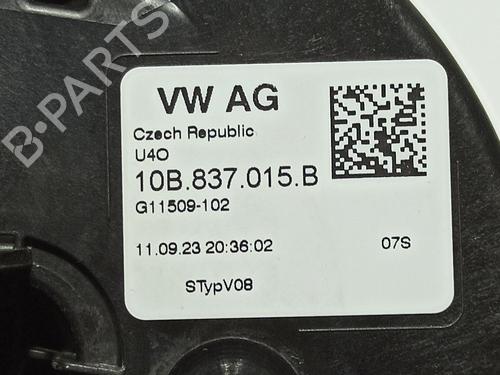 B-PARTS
VW AG
Czech Republic
U4O
10B.837.015.B
G11509-102
11.09.23 20:36:02
07S
STypV08